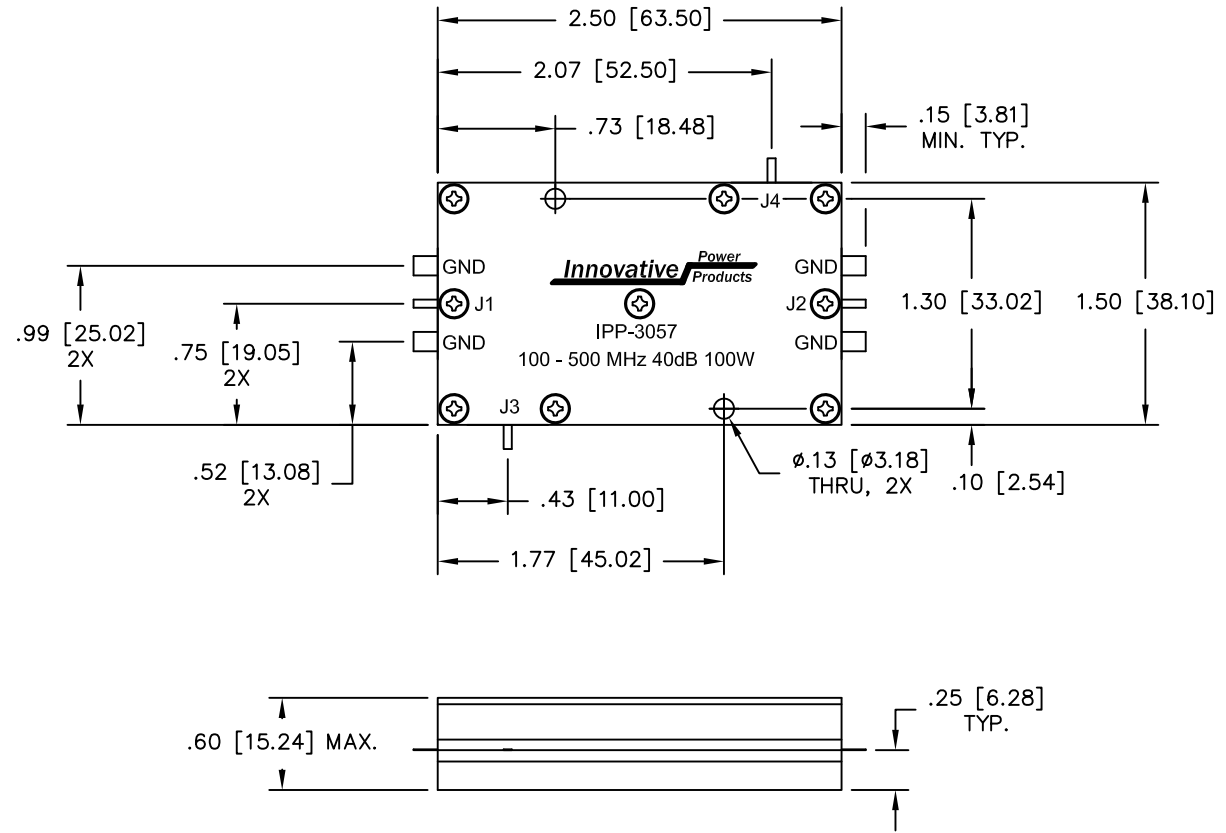 2.50 [63.50]
2.07 [52.50]
.73 [18.48]
.15 [3.81]
MIN. TYP.
J4
GND
Innovative Power Products
GND
J1
J2
GND
IPP-3057
GND
100 - 500 MHz 40dB 100W
J3
.99 [25.02]
2X
.75 [19.05]
2X
.52 [13.08]
2X
1.30 [33.02]
1.50 [38.10]
ø.13 [ø3.18]
THRU, 2X
.10 [2.54]
.43 [11.00]
1.77 [45.02]
.60 [15.24] MAX.
.25 [6.28]
TYP.